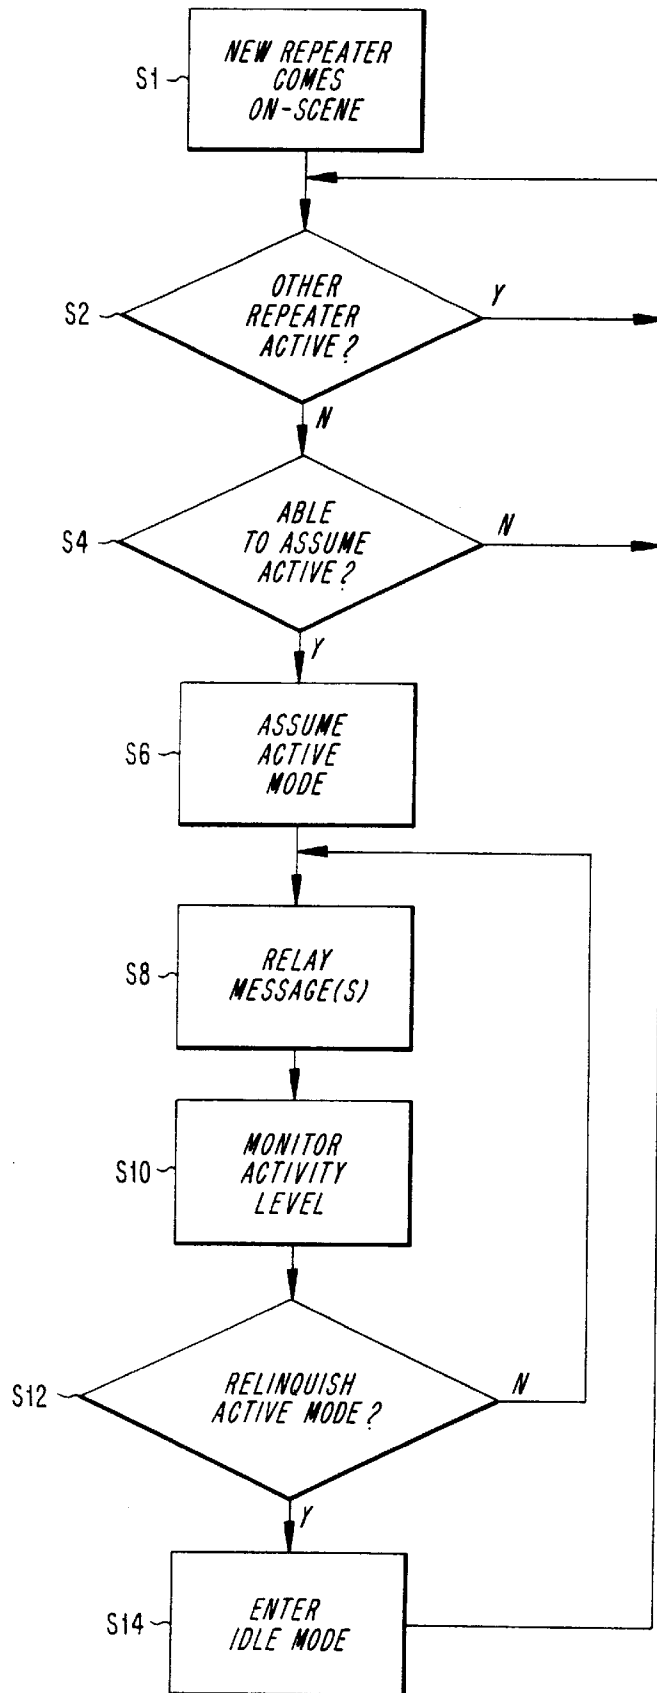 S1
NEW REPEATER
COMES
ON-SCENE
S2
OTHER
REPEATER
ACTIVE?
Y
N
S4
ABLE
TO ASSUME
ACTIVE?
N
Y
S6
ASSUME
ACTIVE
MODE
S8
RELAY
MESSAGE(S)
S10
MONITOR
ACTIVITY
LEVEL
S12
RELINQUISH
ACTIVE MODE?
N
Y
S14
ENTER
IDLE MODE